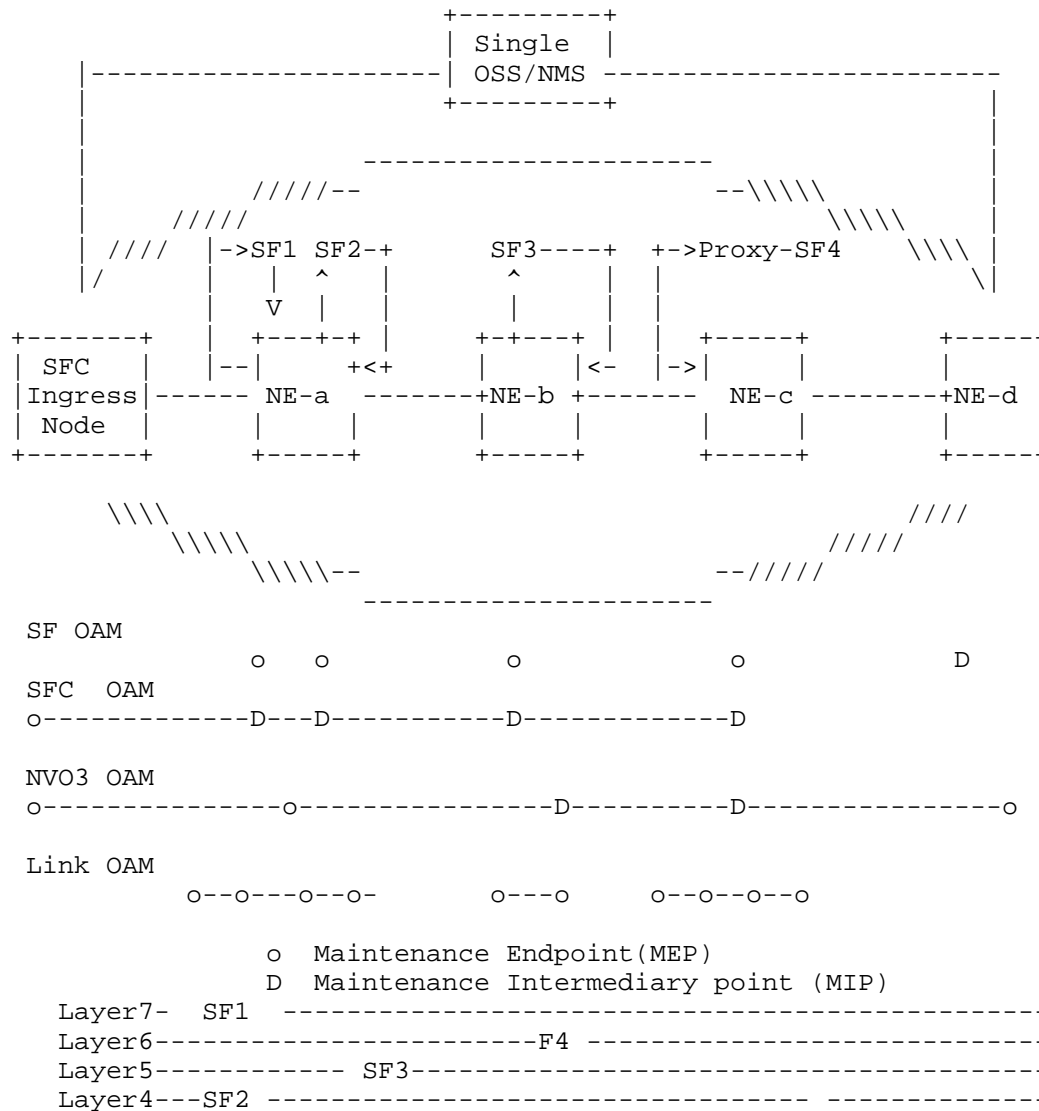 Single
OSS/NMS
SF1 SF2 SF3 Proxy-SF4
V
SFC
Ingress NE-a NE-b NE-c NE-d
Node
SF OAM
o o o o D
SFC OAM
o-------------D---D-----------D-------------D
NVO3 OAM
o---------------o----------------D----------D----------------o
Link OAM
o--o---o--o- o---o o--o--o--o
o Maintenance Endpoint(MEP)
D Maintenance Intermediary point (MIP)
Layer7- SF1 ------------------------------------------------
Layer6------------------------F4 -----------------------------
Layer5------------ SF3----------------------------------------
Layer4---SF2 ---------------------------------- --------------